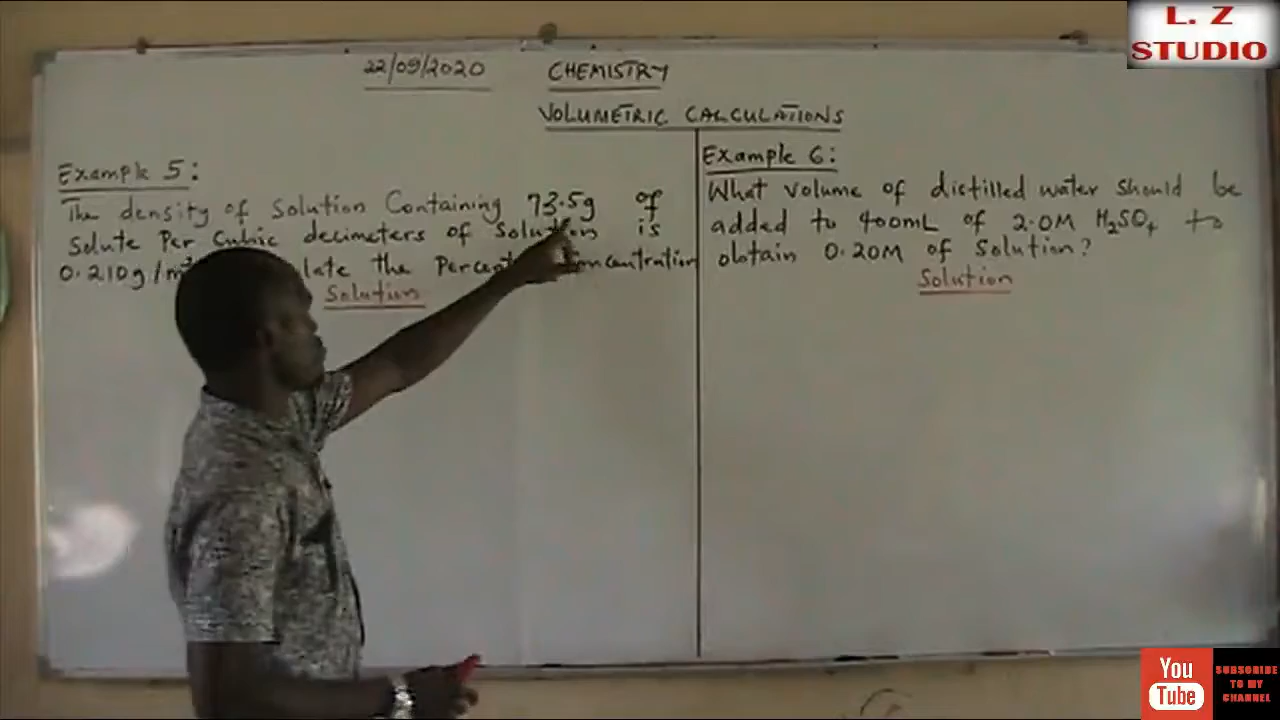 L. Z
STUDIO
22/09/2020 CHEMISTRY
VOLUMETRIC CALCULATIONS
Example 5:
The density of Solution Containing 73.5g of
Solute Per Cubic decimeters of Solution is
0.210g/m late the Percent oncentration
Solution
Example 6:
What Volume of distilled water should be
added to 400mL of 2.0M H₂SO₄ to
obtain 0.20M of Solution?
Solution
You
Tube
SUBSCRIBE
TO MY
CHANNEL